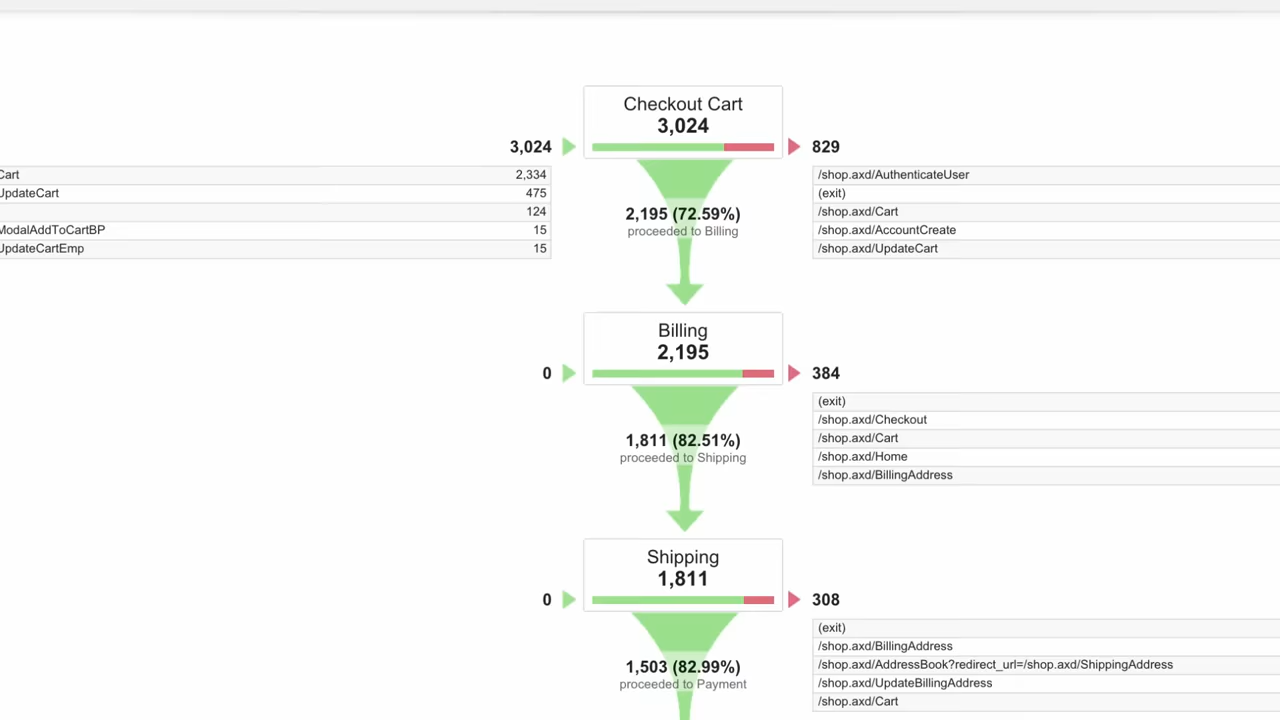 Checkout Cart
3,024
3,024
829
Cart 2,334
UpdateCart 475
124
ModalAddToCartBP 15
UpdateCartEmp 15
/shop.axd/AuthenticateUser
(exit)
/shop.axd/Cart
/shop.axd/AccountCreate
/shop.axd/UpdateCart
2,195 (72.59%)
proceeded to Billing
Billing
2,195
0
384
(exit)
/shop.axd/Checkout
/shop.axd/Cart
/shop.axd/Home
/shop.axd/BillingAddress
1,811 (82.51%)
proceeded to Shipping
Shipping
1,811
0
308
(exit)
/shop.axd/BillingAddress
/shop.axd/AddressBook?redirect_url=/shop.axd/ShippingAddress
/shop.axd/UpdateBillingAddress
/shop.axd/Cart
1,503 (82.99%)
proceeded to Payment